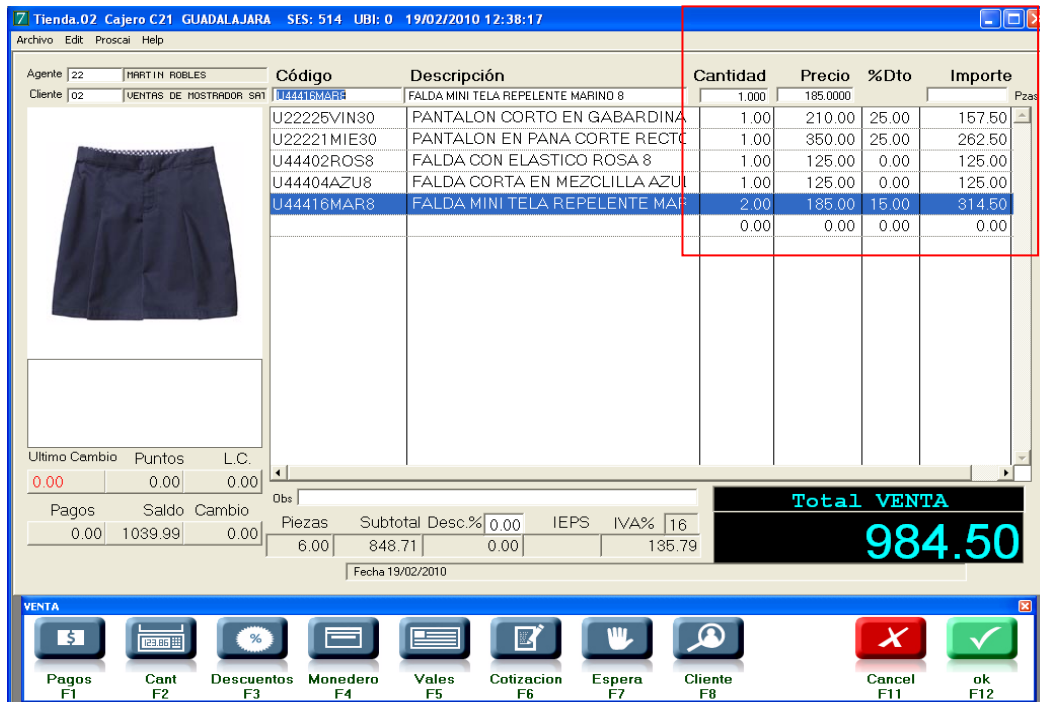 7 Tienda.02 Cajero C21 GUADALAJARA SES: 514 UBI: 0 19/02/2010 12:38:17
Archivo Edit Proscai Help
Agente 22 MARTIN ROBLES Código Descripción Cantidad Precio %Dto Importe
Cliente 02 VENTAS DE MOSTRADOR SAT U44416MAR8 FALDA MINI TELA REPELENTE MARINO 8 1.000 185.0000 Pzas
U22225VIN30 PANTALON CORTO EN GABARDINA 1.00 210.00 25.00 157.50
U22221MIE30 PANTALON EN PANA CORTE RECTO 1.00 350.00 25.00 262.50
U44402ROS8 FALDA CON ELASTICO ROSA 8 1.00 125.00 0.00 125.00
U44404AZU8 FALDA CORTA EN MEZCLILLA AZUL 1.00 125.00 0.00 125.00
U44416MAR8 FALDA MINI TELA REPELENTE MAR 2.00 185.00 15.00 314.50
0.00 0.00 0.00 0.00
Ultimo Cambio Puntos L.C.
0.00 0.00 0.00
Pagos Saldo Cambio
0.00 1039.99 0.00
Obs
Piezas Subtotal Desc.% 0.00 IEPS IVA% 16
6.00 848.71 0.00 135.79
Fecha 19/02/2010
Total VENTA
984.50
VENTA
$ 123.86 %
Pagos Cant Descuentos Monedero Vales Cotizacion Espera Cliente Cancel ok
F1 F2 F3 F4 F5 F6 F7 F8 F11 F12